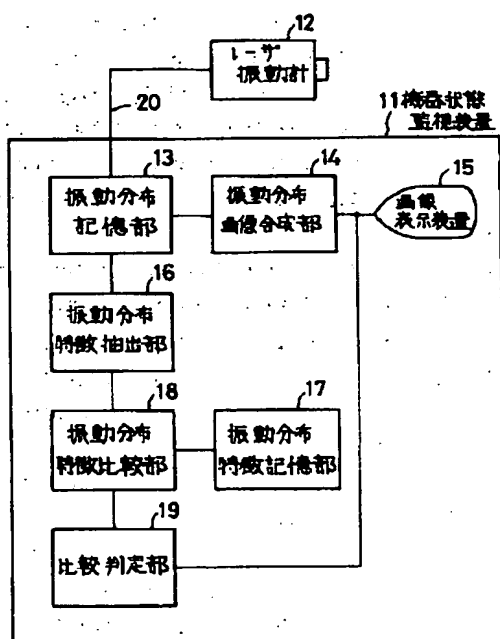 12
レーザ
振動計
20
11 機器状態
監視装置
13
振動分布
記憶部
14
振動分布
画像合成部
15
画像
表示装置
16
振動分布
特徴抽出部
18
振動分布
特徴比較部
17
振動分布
特徴記憶部
19
比較判定部